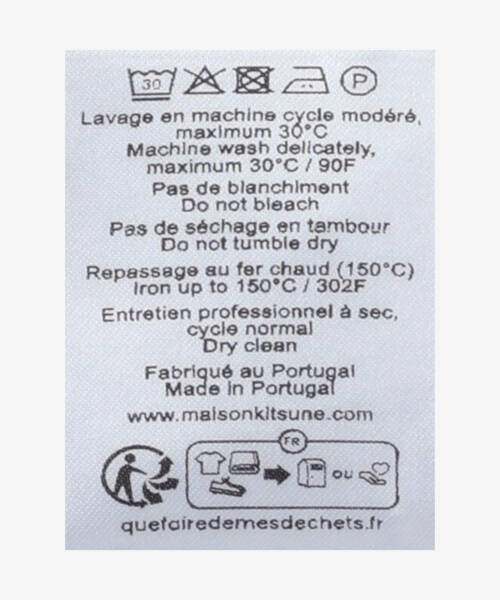 30 P
Lavage en machine cycle modéré,
maximum 30°C
Machine wash delicately,
maximum 30°C / 90F
Pas de blanchiment
Do not bleach
Pas de séchage en tambour
Do not tumble dry
Repassage au fer chaud (150°C)
Iron up to 150°C / 302F
Entretien professionnel à sec,
cycle normal
Dry clean
Fabriqué au Portugal
Made in Portugal
www.maisonkitsune.com
FR
OU
quefairedemesdechets.fr